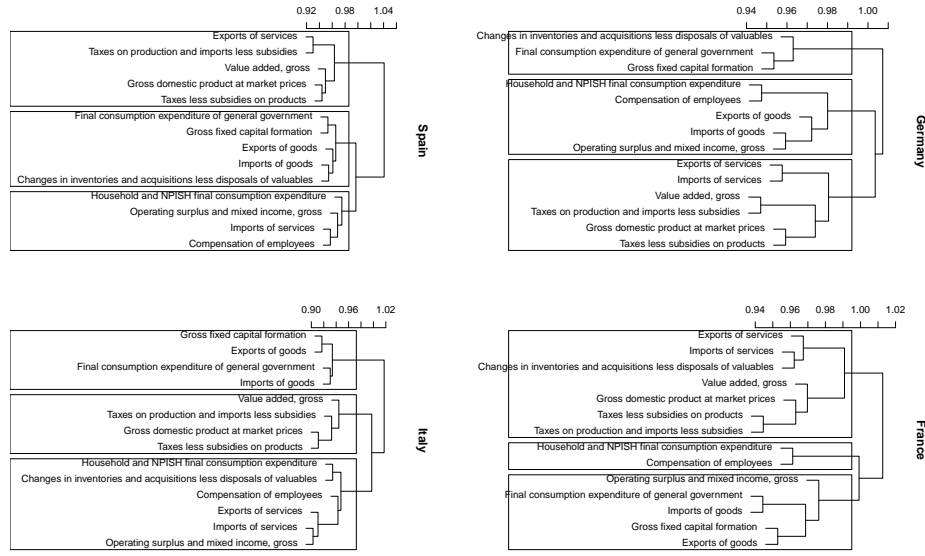 0.92 0.98 1.04
Exports of services
Taxes on production and imports less subsidies
Value added, gross
Gross domestic product at market prices
Taxes less subsidies on products
Final consumption expenditure of general government
Gross fixed capital formation
Exports of goods
Imports of goods
Changes in inventories and acquisitions less disposals of valuables
Household and NPISH final consumption expenditure
Operating surplus and mixed income, gross
Imports of services
Compensation of employees
Spain
0.94 0.96 0.98 1.00
Changes in inventories and acquisitions less disposals of valuables
Final consumption expenditure of general government
Gross fixed capital formation
Household and NPISH final consumption expenditure
Compensation of employees
Exports of goods
Imports of goods
Operating surplus and mixed income, gross
Exports of services
Imports of services
Value added, gross
Taxes on production and imports less subsidies
Gross domestic product at market prices
Taxes less subsidies on products
Germany
0.90 0.96 1.02
Gross fixed capital formation
Exports of goods
Final consumption expenditure of general government
Imports of goods
Value added, gross
Taxes on production and imports less subsidies
Gross domestic product at market prices
Taxes less subsidies on products
Household and NPISH final consumption expenditure
Changes in inventories and acquisitions less disposals of valuables
Compensation of employees
Exports of services
Imports of services
Operating surplus and mixed income, gross
Italy
0.94 0.96 0.98 1.00 1.02
Exports of services
Imports of services
Changes in inventories and acquisitions less disposals of valuables
Value added, gross
Gross domestic product at market prices
Taxes less subsidies on products
Taxes on production and imports less subsidies
Household and NPISH final consumption expenditure
Compensation of employees
Operating surplus and mixed income, gross
Final consumption expenditure of general government
Imports of goods
Gross fixed capital formation
Exports of goods
France